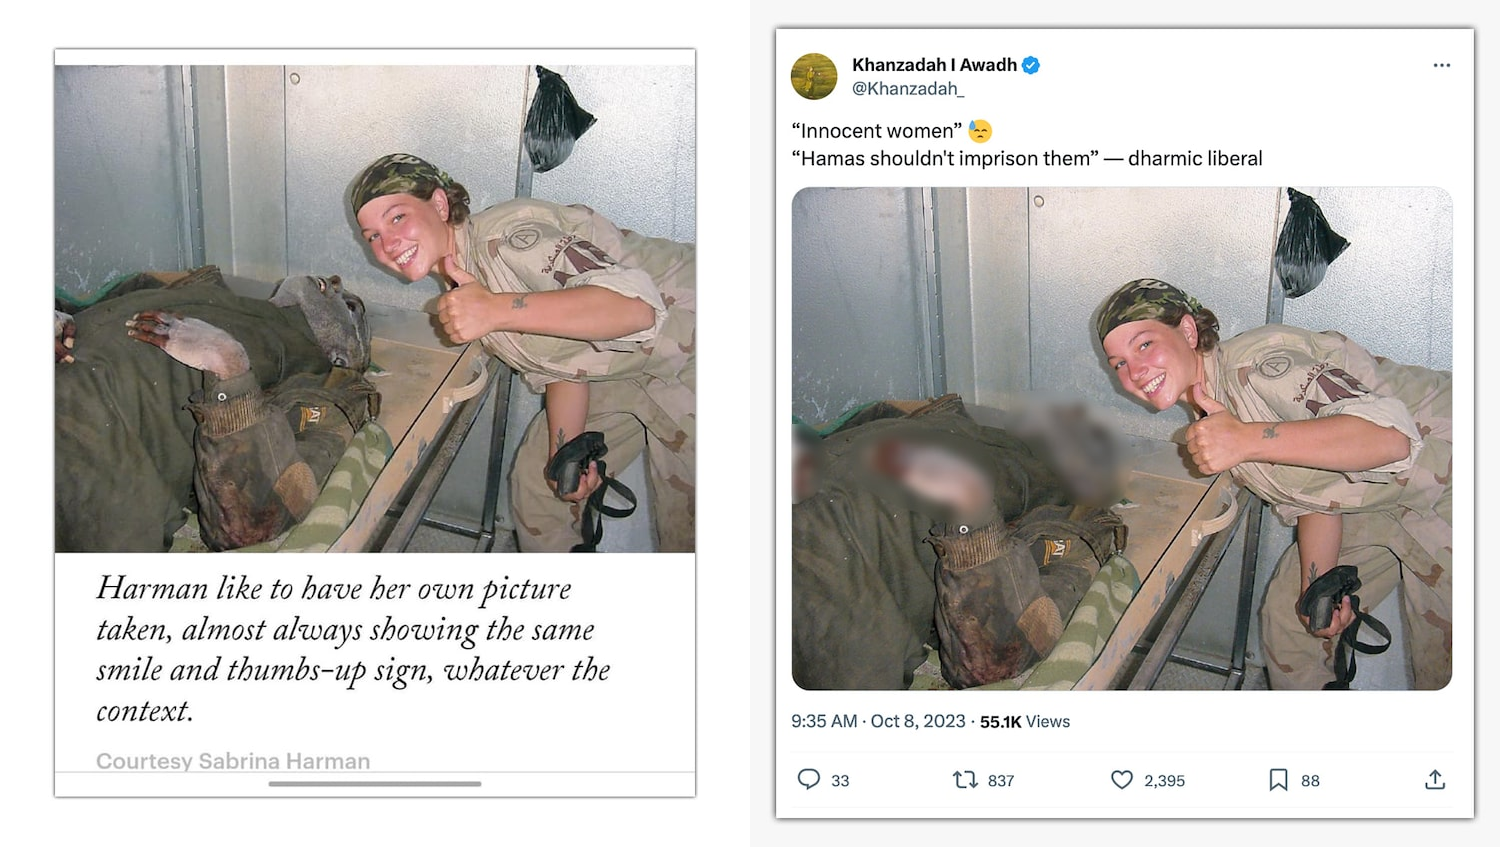 Harman like to have her own picture
taken, almost always showing the same
smile and thumbs-up sign, whatever the
context.
Courtesy Sabrina Harman
Khanzadah I Awadh
@Khanzadah_
“Innocent women” 😓
“Hamas shouldn't imprison them” — dharmic liberal
9:35 AM · Oct 8, 2023 · 55.1K Views
33
837
2,395
88